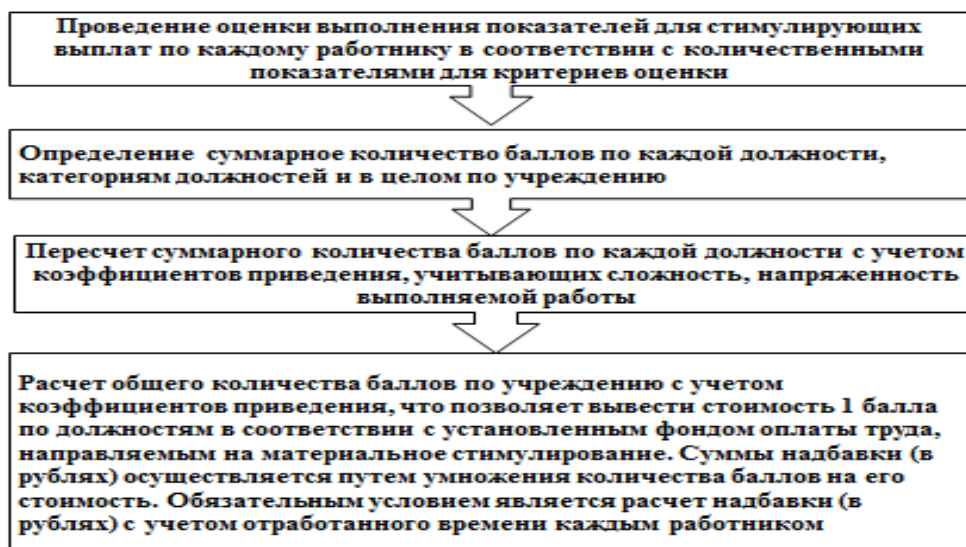 Проведение оценки выполнения показателей для стимулирующих
выплат по каждому работнику в соответствии с количественными
показателями для критериев оценки
Определение суммарное количество баллов по каждой должности,
категориям должностей и в целом по учреждению
Пересчет суммарного количества баллов по каждой должности с учетом
коэффициентов приведения, учитывающих сложность, напряженность
выполняемой работы
Расчет общего количества баллов по учреждению с учетом
коэффициентов приведения, что позволяет вывести стоимость 1 балла
по должностям в соответствии с установленным фондом оплаты труда,
направляемым на материальное стимулирование. Суммы надбавки (в
рублях) осуществляется путем умножения количества баллов на его
стоимость. Обязательным условием является расчет надбавки (в
рублях) с учетом отработанного времени каждым работником